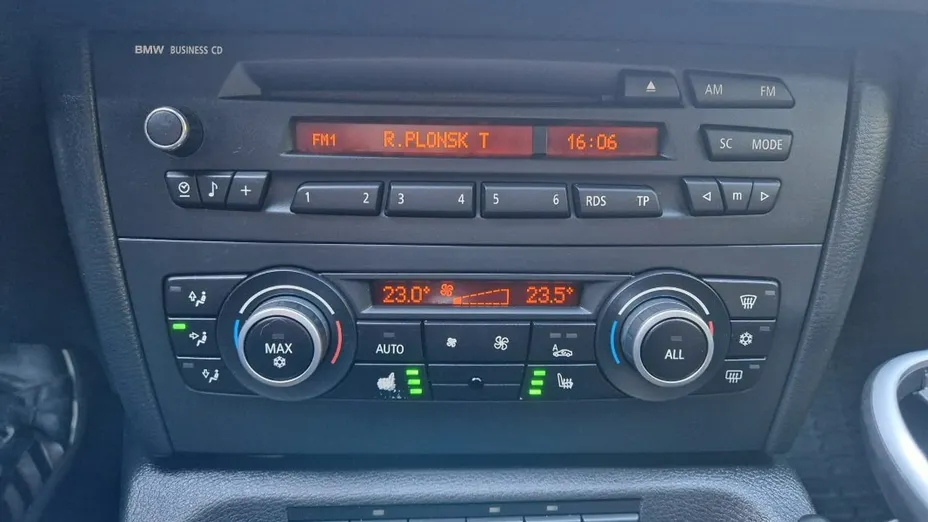 BMW BUSINESS CD
AM FM
FM1 R.PLONSK T 16:06
SC MODE
1 2 3 4 5 6 RDS TP m
23.0° 23.5°
MAX AUTO A ALL